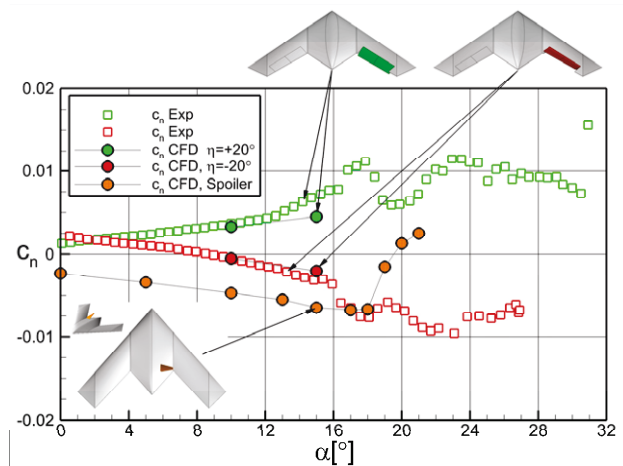 0.02
c_n Exp
c_n Exp
c_n CFD η=+20°
c_n CFD, η=-20°
c_n CFD, Spoiler
0.01
c_n
0
-0.01
-0.02
0 4 8 12 16 20 24 28 32
α[°]